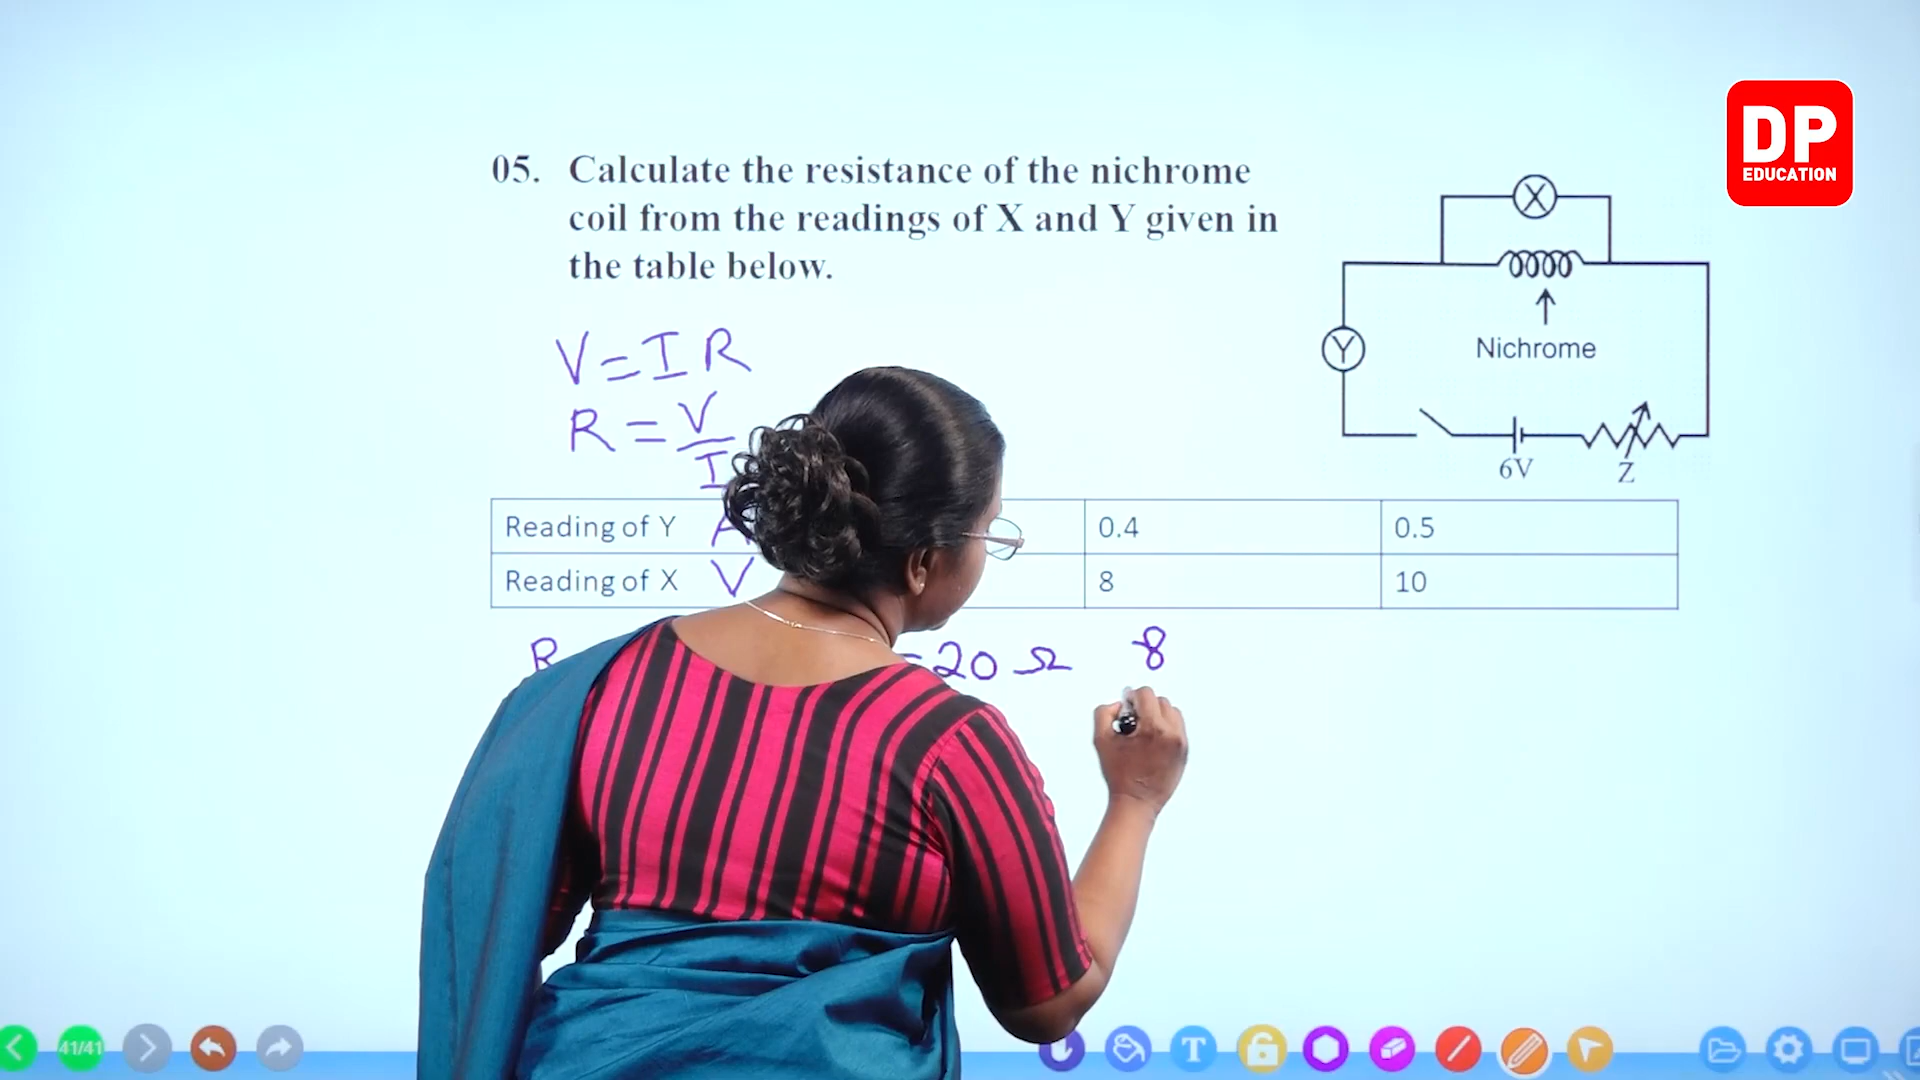 DP
EDUCATION
05. Calculate the resistance of the nichrome
coil from the readings of X and Y given in
the table below.
X
Nichrome
Y
6V
Z
V = I R
R = V
I
Reading of Y A 0.4 0.5
Reading of X V 8 10
R = 20 Ω 8
41/41
T